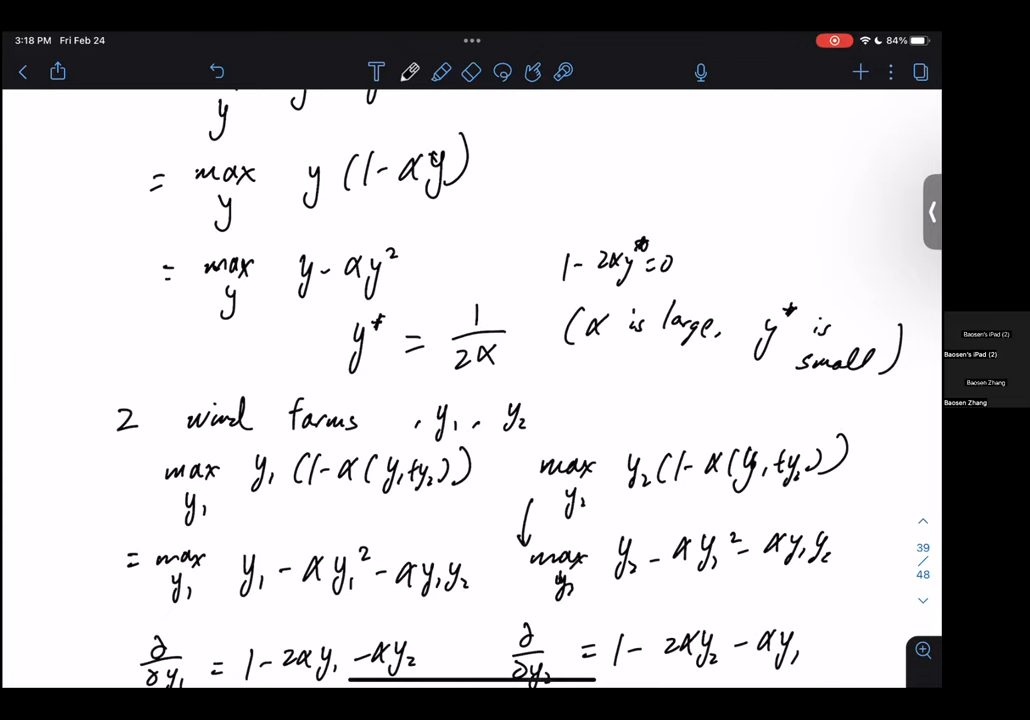 3:18 PM Fri Feb 24
84%
y
= max y (1 - αy)
y
= max y - αy²
y
1 - 2αy* = 0
y* = 1/2α
(α is large, y* is small)
2 wind farms, y₁, y₂
max y₁ (1 - α(y₁+y₂))
y₁
max y₂ (1 - α(y₁+y₂))
y₂
= max y₁ - αy₁² - αy₁y₂
y₁
max y₂ - αy₂² - αy₁y₂
y₂
∂/∂y₁ = 1 - 2αy₁ - αy₂
∂/∂y₂ = 1 - 2αy₂ - αy₁
39
/
48
Baosen's iPad (2)
Baosen's iPad (2)
Baosen Zhang
Baosen Zhang